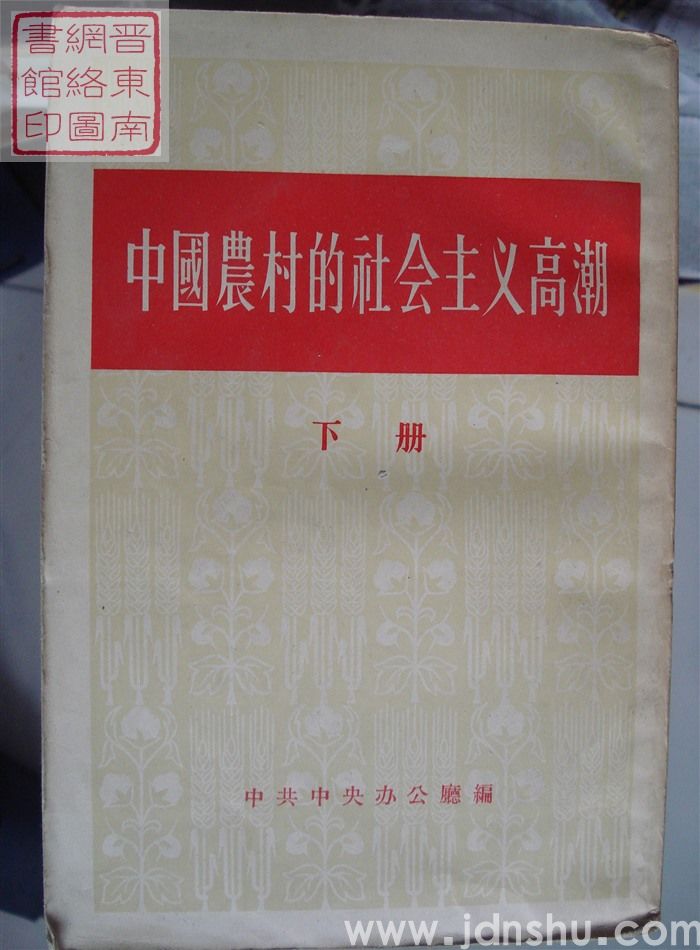 晋東南
網絡圖
書館印
中國農村的社会主义高潮
下册
中共中央办公廳編
www.jdnshu.com